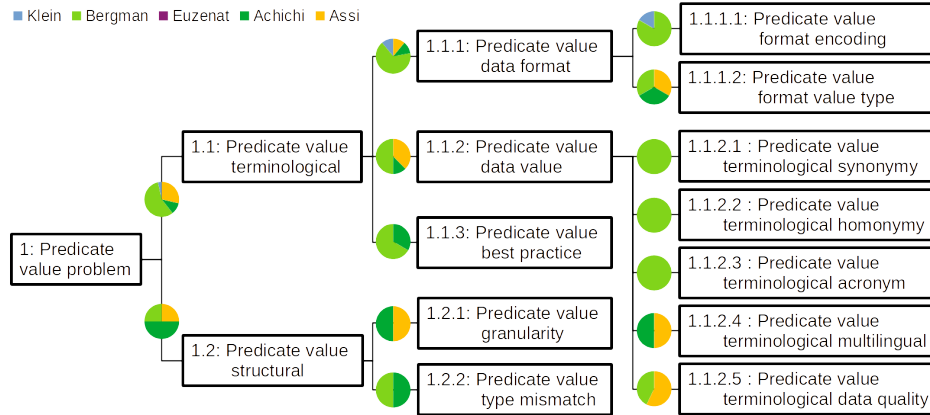 Klein Bergman Euzenat Achichi Assi
1: Predicate
value problem
1.1: Predicate value
terminological
1.1.1: Predicate value
data format
1.1.1.1: Predicate value
format encoding
1.1.1.2: Predicate value
format value type
1.1.2: Predicate value
data value
1.1.2.1 : Predicate value
terminological synonymy
1.1.2.2 : Predicate value
terminological homonymy
1.1.2.3 : Predicate value
terminological acronym
1.1.2.4 : Predicate value
terminological multilingual
1.1.2.5 : Predicate value
terminological data quality
1.1.3: Predicate value
best practice
1.2: Predicate value
structural
1.2.1: Predicate value
granularity
1.2.2: Predicate value
type mismatch